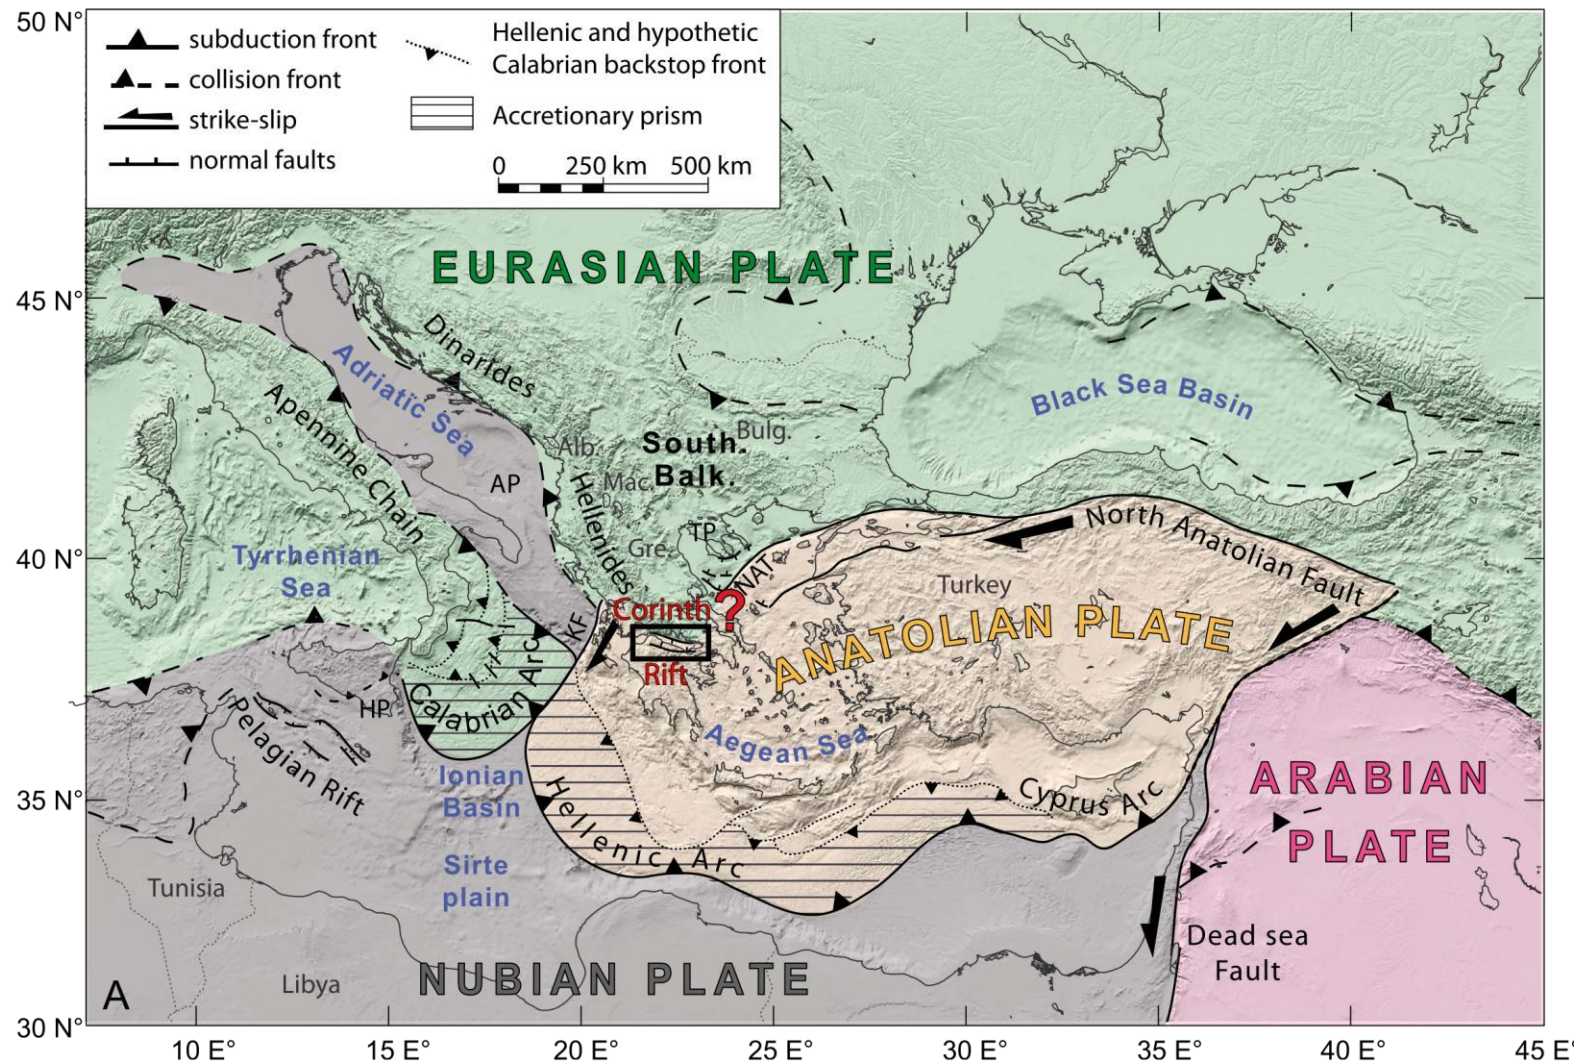 50 N°
subduction front
collision front
strike-slip
normal faults
Hellenic and hypothetic
Calabrian backstop front
Accretionary prism
0 250 km 500 km
EURASIAN PLATE
45 N°
Dinarides
Adriatic Sea
Apennine Chain
Black Sea Basin
Bulg.
Alb.
South.
Balk.
Mac.
AP
Hellenides
TP
Gre.
NAT
North Anatolian Fault
40 N°
Tyrrhenian
Sea
Turkey
Corinth
?
Rift
KF
ANATOLIAN PLATE
Calabrian Arc
HP
Pelagian Rift
Aegean Sea
Ionian
Basin
Hellenic Arc
Cyprus Arc
ARABIAN
PLATE
35 N°
Sirte
plain
Tunisia
Dead sea
Fault
Libya
NUBIAN PLATE
A
30 N°
10 E° 15 E° 20 E° 25 E° 30 E° 35 E° 40 E° 45 E°